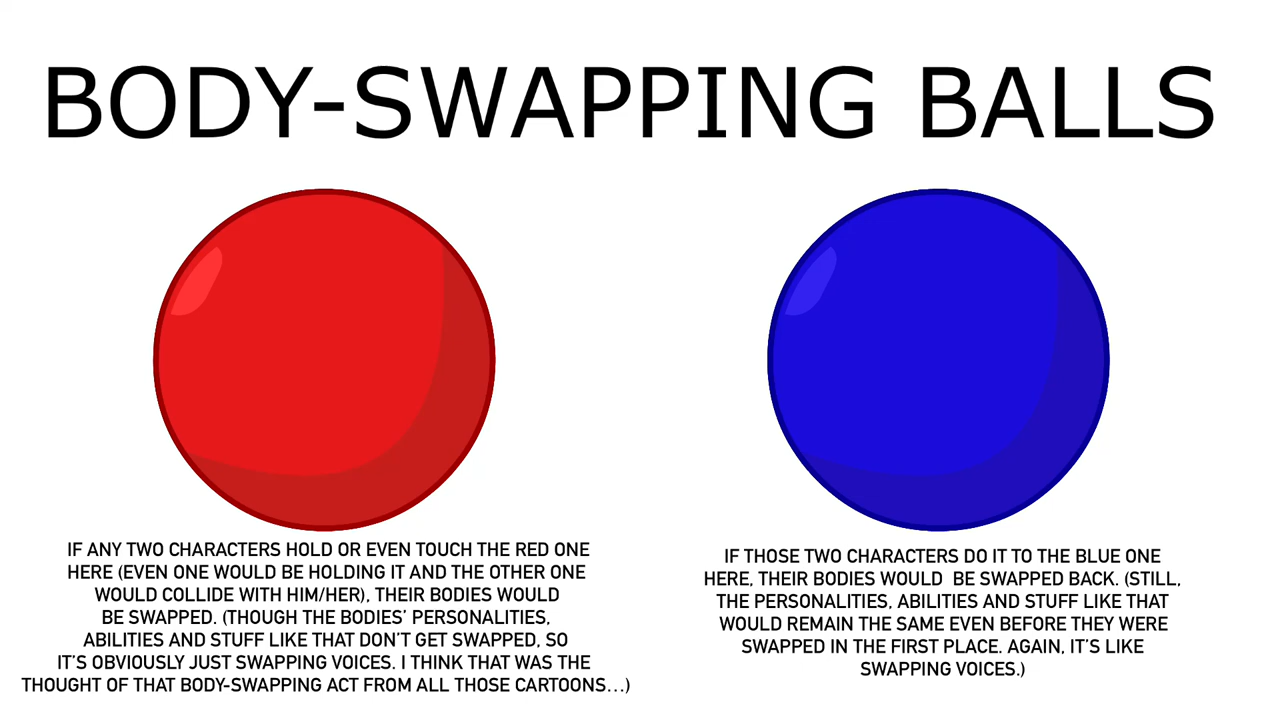 BODY-SWAPPING BALLS
IF ANY TWO CHARACTERS HOLD OR EVEN TOUCH THE RED ONE
HERE (EVEN ONE WOULD BE HOLDING IT AND THE OTHER ONE
WOULD COLLIDE WITH HIM/HER), THEIR BODIES WOULD
BE SWAPPED. (THOUGH THE BODIES' PERSONALITIES,
ABILITIES AND STUFF LIKE THAT DON'T GET SWAPPED, SO
IT'S OBVIOUSLY JUST SWAPPING VOICES. I THINK THAT WAS THE
THOUGHT OF THAT BODY-SWAPPING ACT FROM ALL THOSE CARTOONS...)
IF THOSE TWO CHARACTERS DO IT TO THE BLUE ONE
HERE, THEIR BODIES WOULD  BE SWAPPED BACK. (STILL,
THE PERSONALITIES, ABILITIES AND STUFF LIKE THAT
WOULD REMAIN THE SAME EVEN BEFORE THEY WERE
SWAPPED IN THE FIRST PLACE. AGAIN, IT'S LIKE
SWAPPING VOICES.)